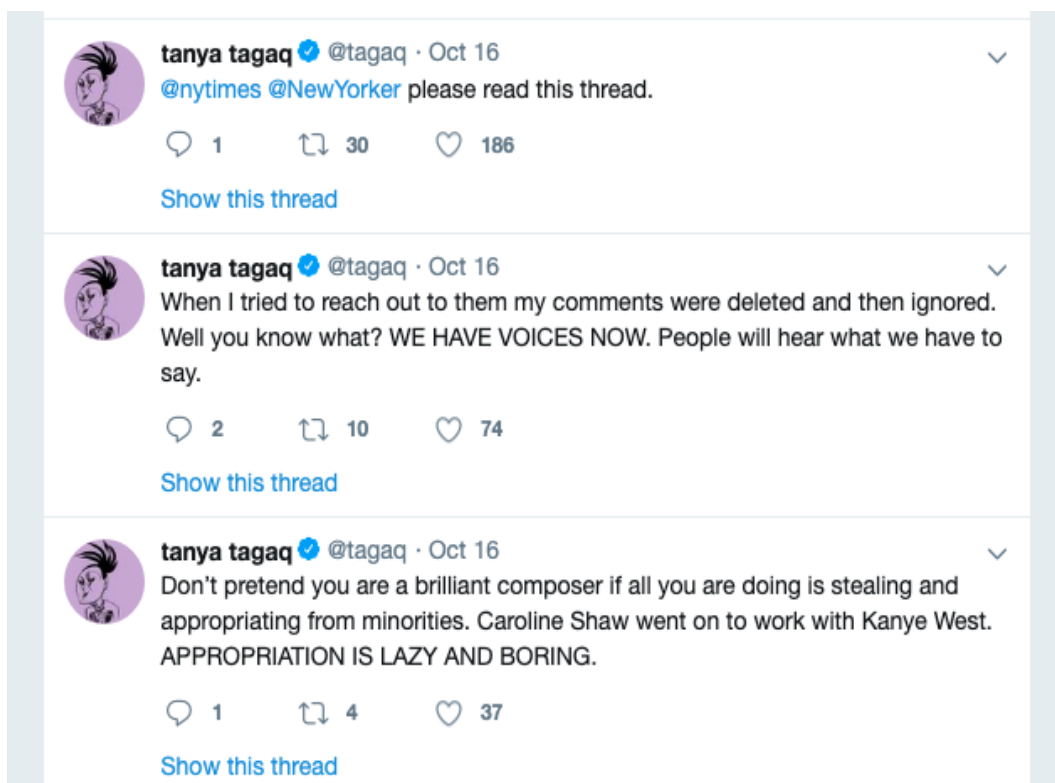 tanya tagaq @tagaq · Oct 16
@nytimes @NewYorker please read this thread.
1 30 186
Show this thread
tanya tagaq @tagaq · Oct 16
When I tried to reach out to them my comments were deleted and then ignored.
Well you know what? WE HAVE VOICES NOW. People will hear what we have to
say.
2 10 74
Show this thread
tanya tagaq @tagaq · Oct 16
Don’t pretend you are a brilliant composer if all you are doing is stealing and
appropriating from minorities. Caroline Shaw went on to work with Kanye West.
APPROPRIATION IS LAZY AND BORING.
1 4 37
Show this thread